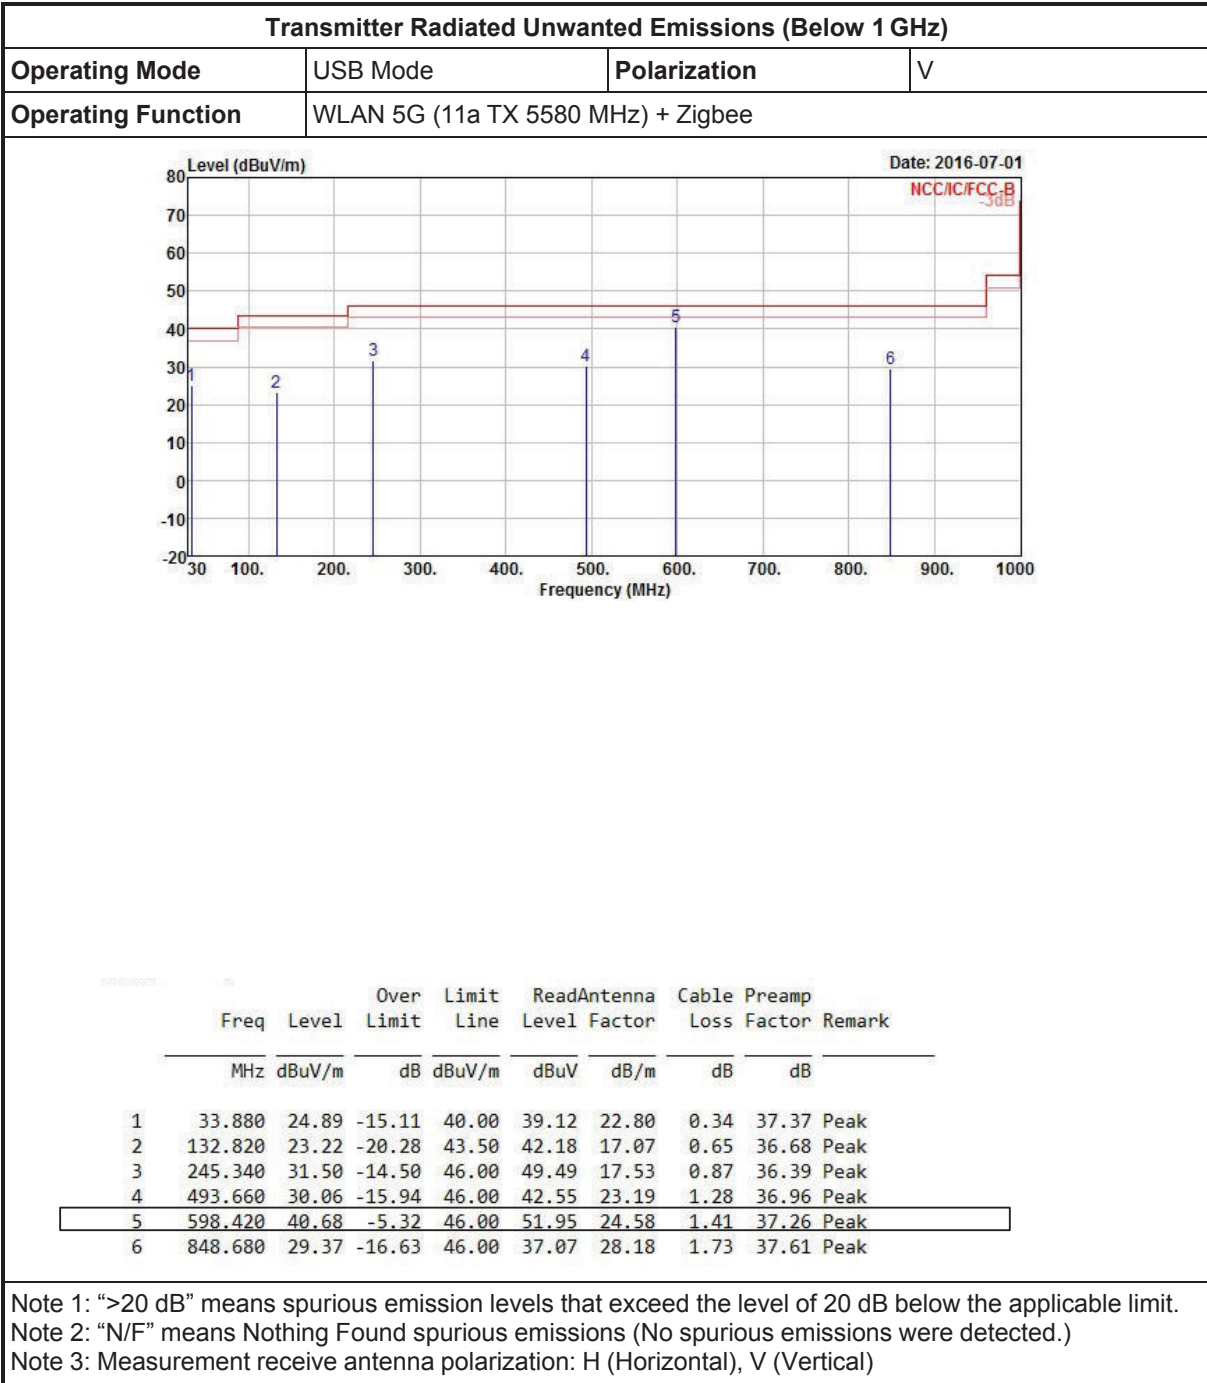 Transmitter Radiated Unwanted Emissions (Below 1 GHz)
Operating Mode USB Mode Polarization V
Operating Function WLAN 5G (11a TX 5580 MHz) + Zigbee
Level (dBuV/m) Date: 2016-07-01
80
NCC/IC/FCC-B
-3dB
70
60
50
40
30
20
10
0
-10
-20
1
2
3
4
5
6
30 100. 200. 300. 400. 500. 600. 700. 800. 900. 1000
Frequency (MHz)
Over Limit ReadAntenna Cable Preamp
Freq Level Limit Line Level Factor Loss Factor Remark
MHz dBuV/m dB dBuV/m dBuV dB/m dB dB
1 33.880 24.89 -15.11 40.00 39.12 22.80 0.34 37.37 Peak
2 132.820 23.22 -20.28 43.50 42.18 17.07 0.65 36.68 Peak
3 245.340 31.50 -14.50 46.00 49.49 17.53 0.87 36.39 Peak
4 493.660 30.06 -15.94 46.00 42.55 23.19 1.28 36.96 Peak
5 598.420 40.68 -5.32 46.00 51.95 24.58 1.41 37.26 Peak
6 848.680 29.37 -16.63 46.00 37.07 28.18 1.73 37.61 Peak
Note 1: “>20 dB” means spurious emission levels that exceed the level of 20 dB below the applicable limit.
Note 2: “N/F” means Nothing Found spurious emissions (No spurious emissions were detected.)
Note 3: Measurement receive antenna polarization: H (Horizontal), V (Vertical)